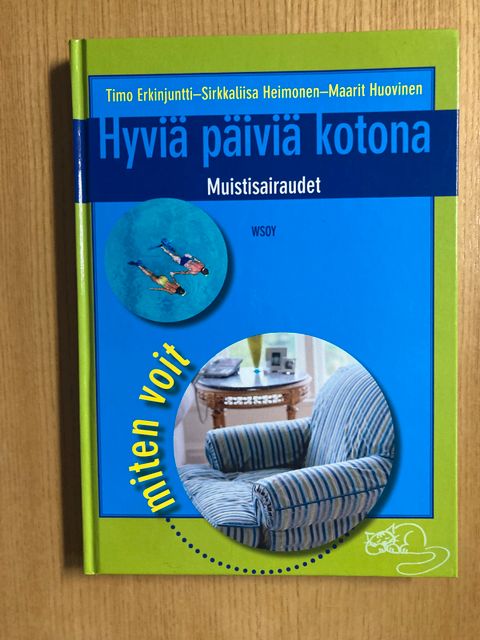 Timo Erkinjuntti–Sirkkaliisa Heimonen–Maarit Huovinen
Hyviä päiviä kotona
Muistisairaudet
WSOY
miten voit